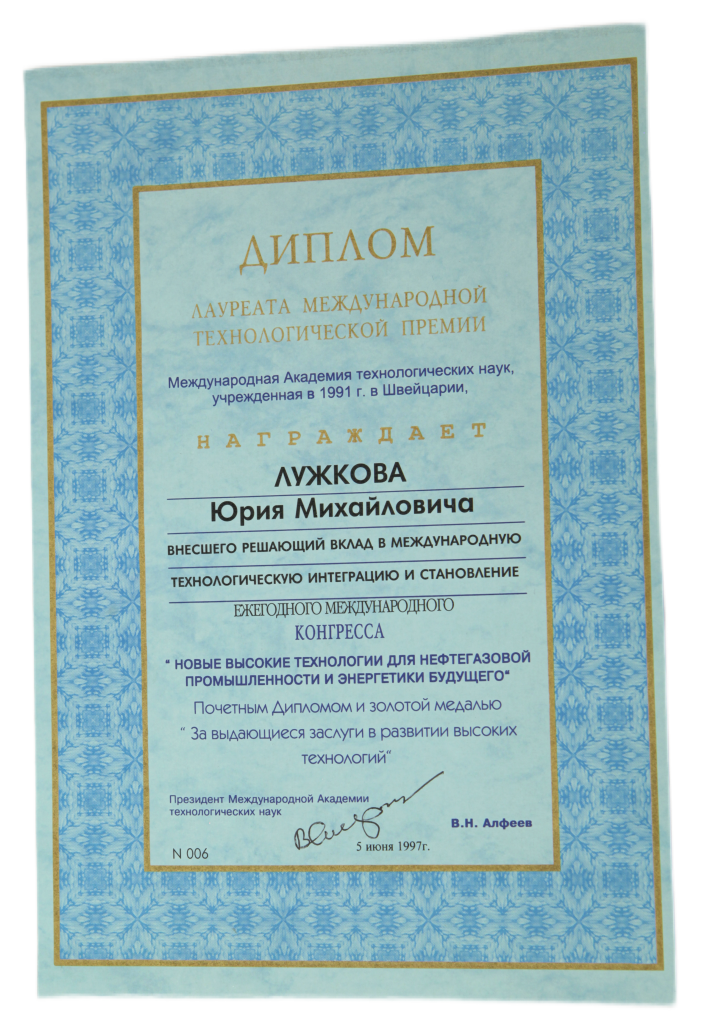 ДИПЛОМ
ЛАУРЕАТА МЕЖДУНАРОДНОЙ
ТЕХНОЛОГИЧЕСКОЙ ПРЕМИИ
Международная Академия технологических наук,
учрежденная в 1991 г. в Швейцарии,
НАГРАЖДАЕТ
ЛУЖКОВА
Юрия Михайловича
ВНЕСШЕГО РЕШАЮЩИЙ ВКЛАД В МЕЖДУНАРОДНУЮ
ТЕХНОЛОГИЧЕСКУЮ ИНТЕГРАЦИЮ И СТАНОВЛЕНИЕ
ЕЖЕГОДНОГО МЕЖДУНАРОДНОГО
КОНГРЕССА
" НОВЫЕ ВЫСОКИЕ ТЕХНОЛОГИИ ДЛЯ НЕФТЕГАЗОВОЙ
ПРОМЫШЛЕННОСТИ И ЭНЕРГЕТИКИ БУДУЩЕГО"
Почетным Дипломом и золотой медалью
" За выдающиеся заслуги в развитии высоких
технологий"
Президент Международной Академии
технологических наук
В.Н. Алфеев
N 006
5 июня 1997г.